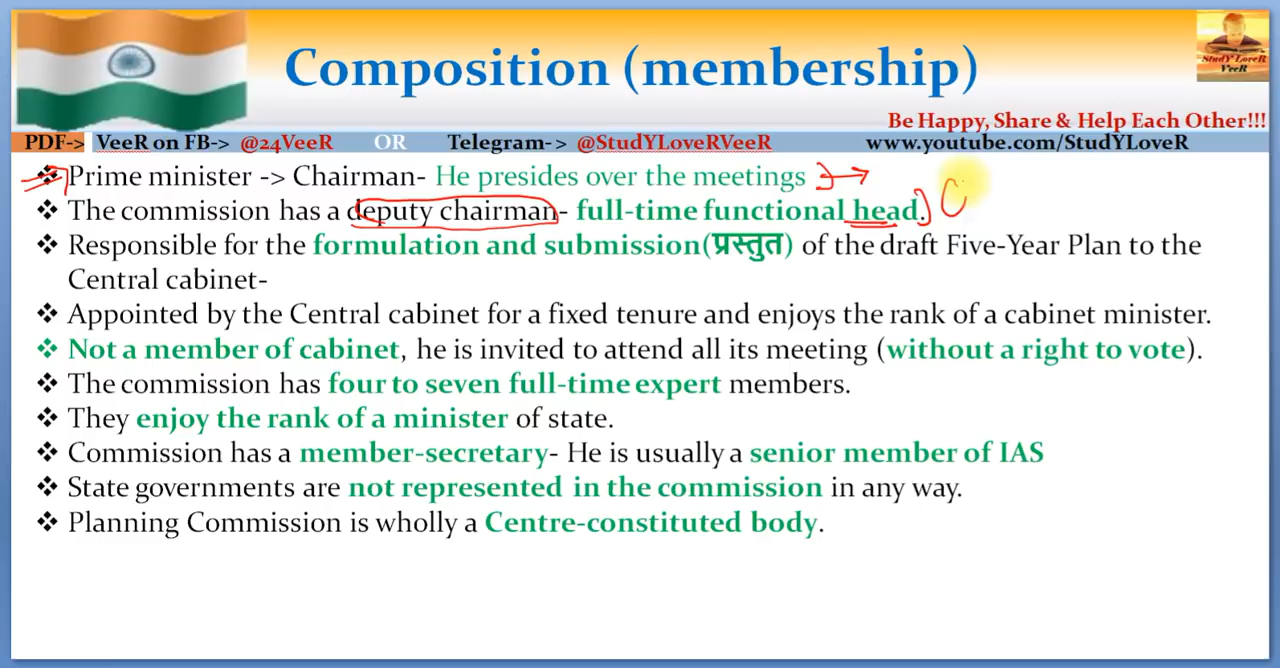 Composition (membership)
StudY LoveR
VeeR
Be Happy, Share & Help Each Other!!!
PDF-> VeeR on FB-> @24VeeR OR Telegram-> @StudYLoveRVeeR www.youtube.com/StudYLoveR
❖ Prime minister -> Chairman- He presides over the meetings
❖ The commission has a deputy chairman- full-time functional head.
❖ Responsible for the formulation and submission(प्रस्तुत) of the draft Five-Year Plan to the
Central cabinet-
❖ Appointed by the Central cabinet for a fixed tenure and enjoys the rank of a cabinet minister.
❖ Not a member of cabinet, he is invited to attend all its meeting (without a right to vote).
❖ The commission has four to seven full-time expert members.
❖ They enjoy the rank of a minister of state.
❖ Commission has a member-secretary- He is usually a senior member of IAS
❖ State governments are not represented in the commission in any way.
❖ Planning Commission is wholly a Centre-constituted body.